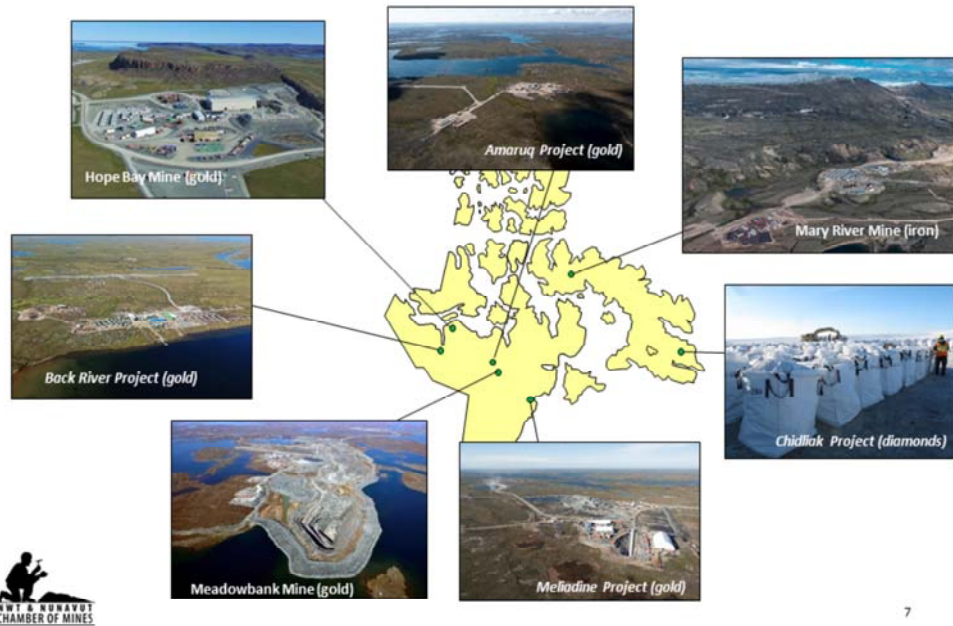 Hope Bay Mine (gold)
Amaruq Project (gold)
Mary River Mine (iron)
Back River Project (gold)
Chidliak Project (diamonds)
Meadowbank Mine (gold)
Meliadine Project (gold)
NWT & NUNAVUT
CHAMBER OF MINES
7